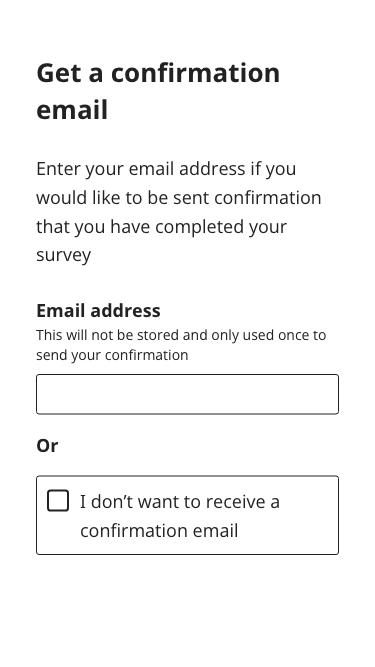 Get a confirmation
email
Enter your email address if you
would like to be sent confirmation
that you have completed your
survey
Email address
This will not be stored and only used once to
send your confirmation
Or
I don’t want to receive a
confirmation email